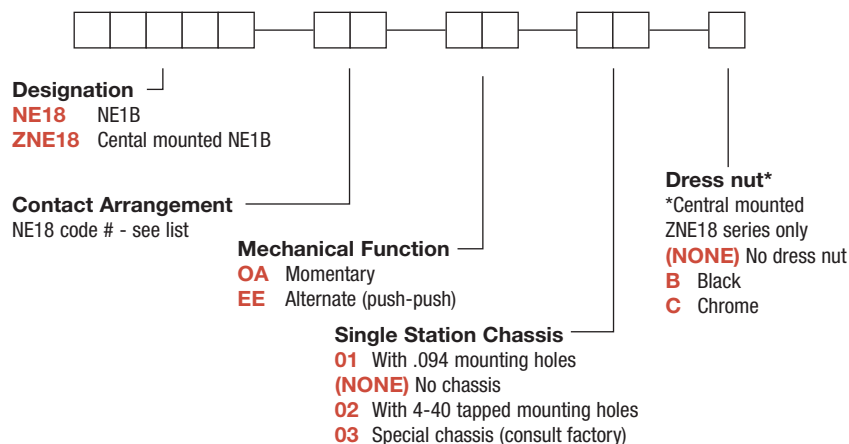 Designation
NE18 NE1B
ZNE18 Cental mounted NE1B
Contact Arrangement
NE18 code # - see list
Mechanical Function
OA Momentary
EE Alternate (push-push)
Single Station Chassis
01 With .094 mounting holes
(NONE) No chassis
02 With 4-40 tapped mounting holes
03 Special chassis (consult factory)
Dress nut*
*Central mounted
ZNE18 series only
(NONE) No dress nut
B Black
C Chrome